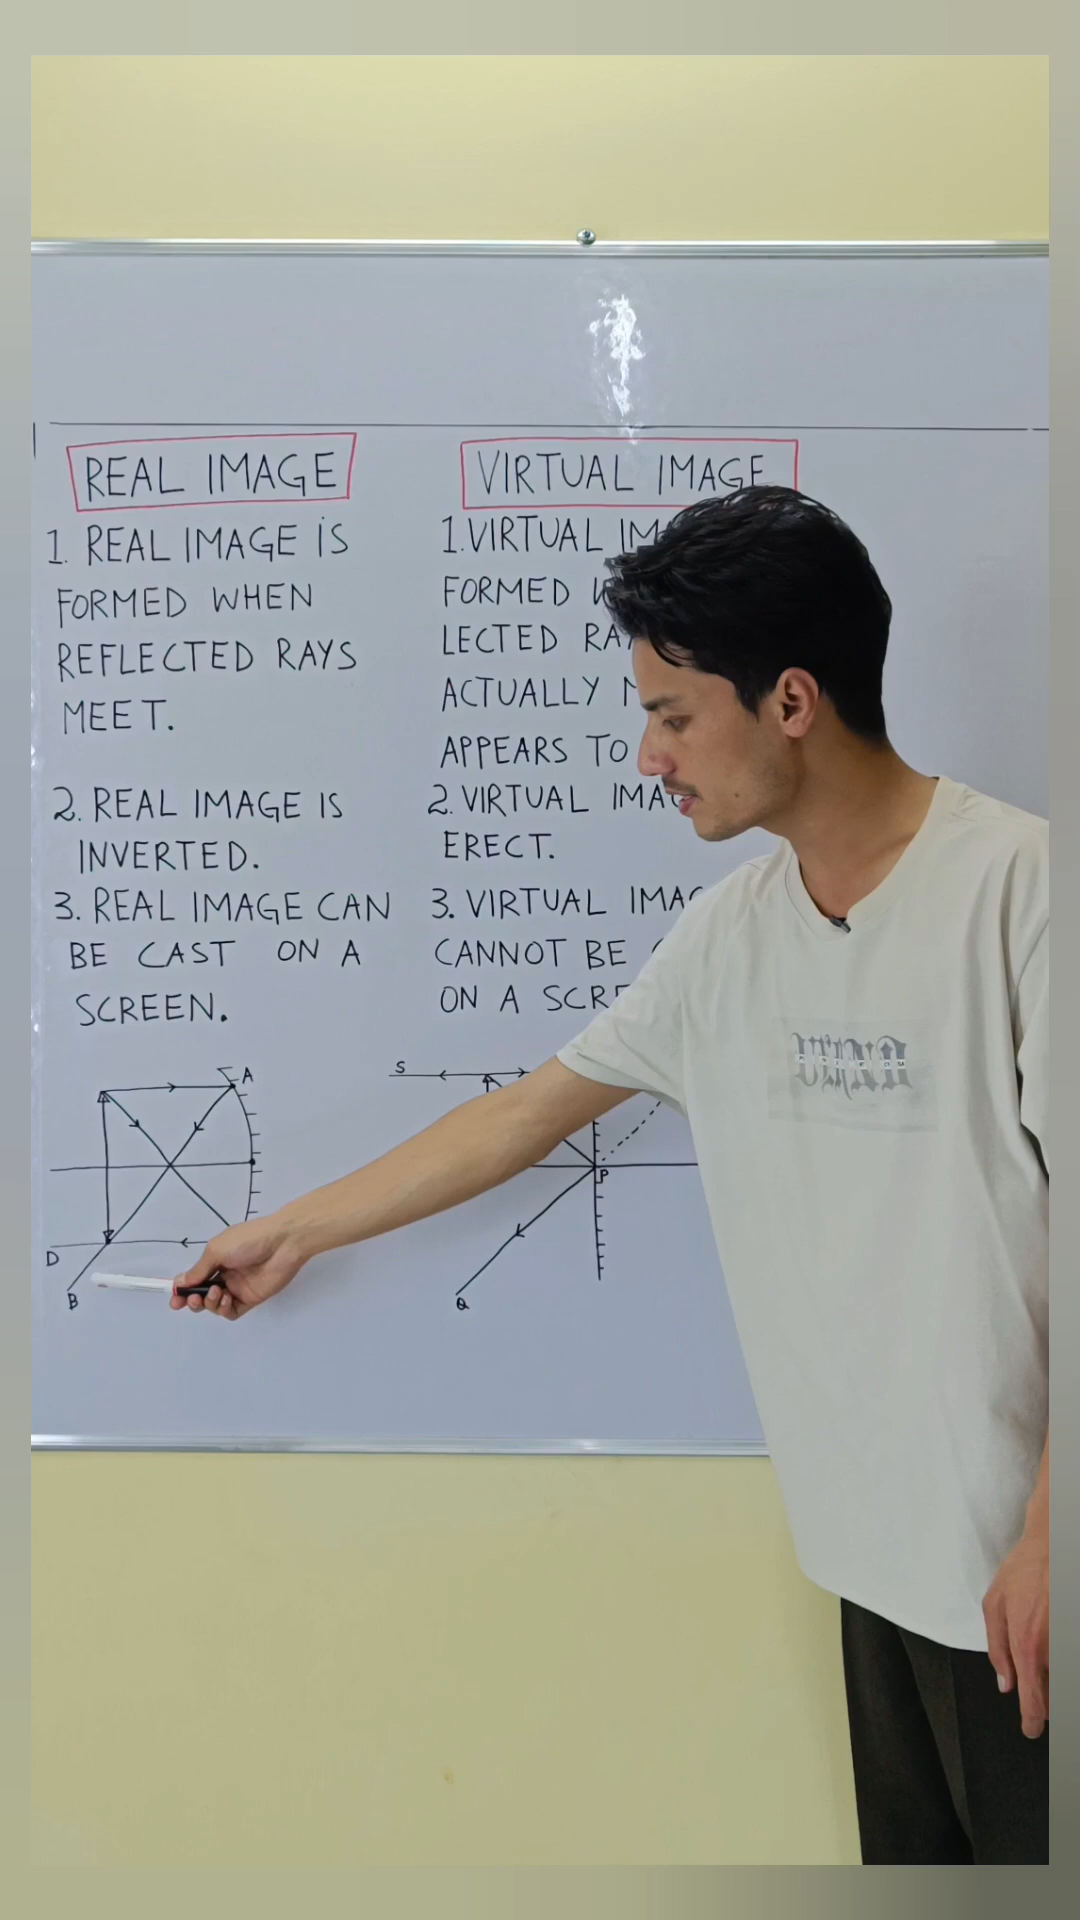 REAL IMAGE
1. REAL IMAGE IS
FORMED WHEN
REFLECTED RAYS
MEET.
2. REAL IMAGE IS
INVERTED.
3. REAL IMAGE CAN
BE CAST ON A
SCREEN.
A
D
B
VIRTUAL IMAGE
1. VIRTUAL
FORMED
LECTED
ACTUALLY
APPEARS TO
2. VIRTUAL
ERECT.
3. VIRTUAL
CANNOT BE
ON A
S
P
Q